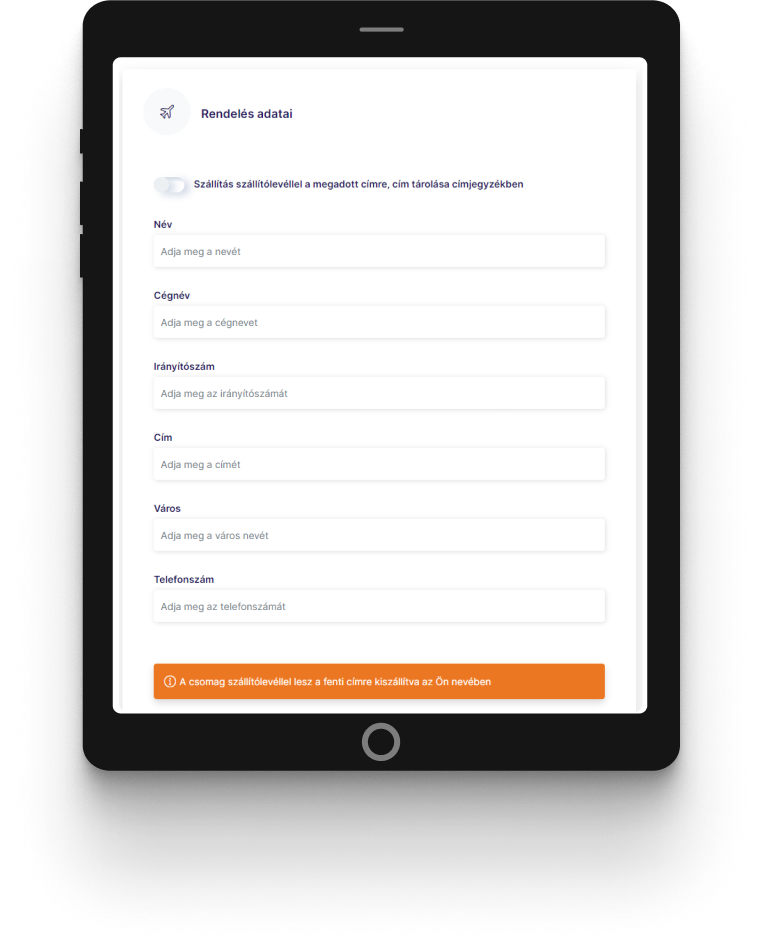 Rendelés adatai
Szállítás szállítólevéllel a megadott címre, cím tárolása címjegyzékben
Név
Adja meg a nevét
Cégnév
Adja meg a cégnevet
Irányítószám
Adja meg az irányítószámát
Cím
Adja meg a címét
Város
Adja meg a város nevét
Telefonszám
Adja meg az telefonszámát
A csomag szállítólevéllel lesz a fenti címre kiszállítva az Ön nevében